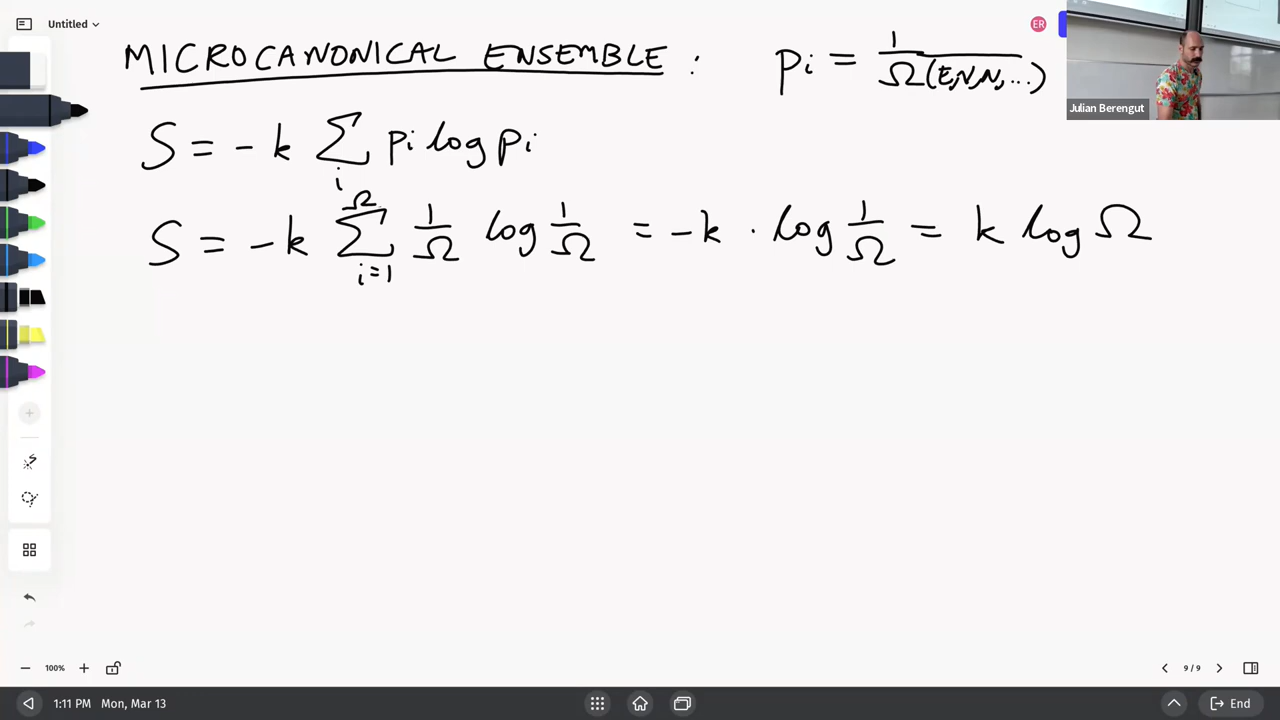 Untitled
MICROCANONICAL ENSEMBLE : pi = 1/Ω(E,V,N,...)
ER
Julian Berengut
S = -k Σ_i pi log pi
S = -k Σ_{i=1}^{Ω} 1/Ω log 1/Ω = -k · log 1/Ω = k log Ω
100%
9/9
1:11 PM Mon, Mar 13
End